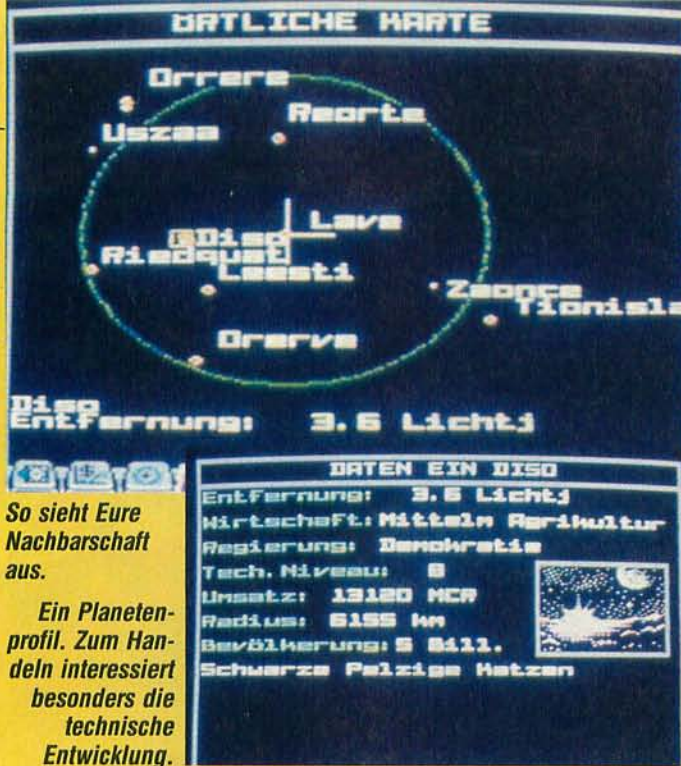 ÖRTLICHE KARTE
Orrere
Reorte
Uszaa
Lave
Diso
Riedquat
Leesti
Zaonce
Tionisla
Orerve
Diso
Entfernung: 3.6 Lichtj
So sieht Eure
Nachbarschaft
aus.
Ein Planeten-
profil. Zum Han-
deln interessiert
besonders die
technische
Entwicklung.
DATEN EIN DISO
Entfernung: 3.6 Lichtj
Wirtschaft: Mittelm Agrikultur
Regierung: Demokratie
Tech. Niveau: 8
Umsatz: 13120 MCR
Radius: 6155 km
Bevölkerung: 5 Bill.
Schwarze Pelzige Katzen